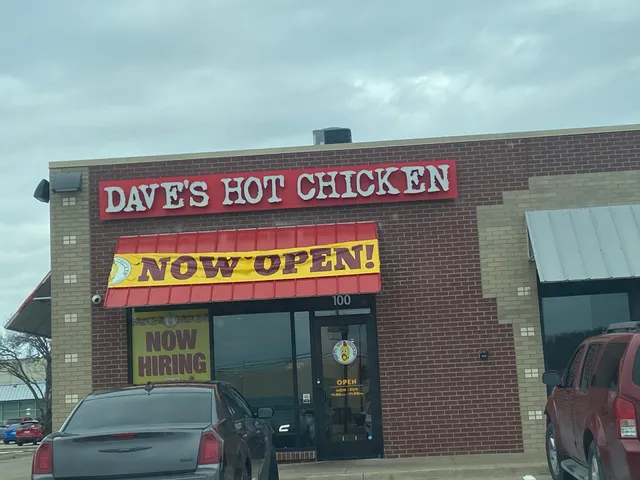 DAVE'S HOT CHICKEN
NOW OPEN!
100
NOW
HIRING
OPEN